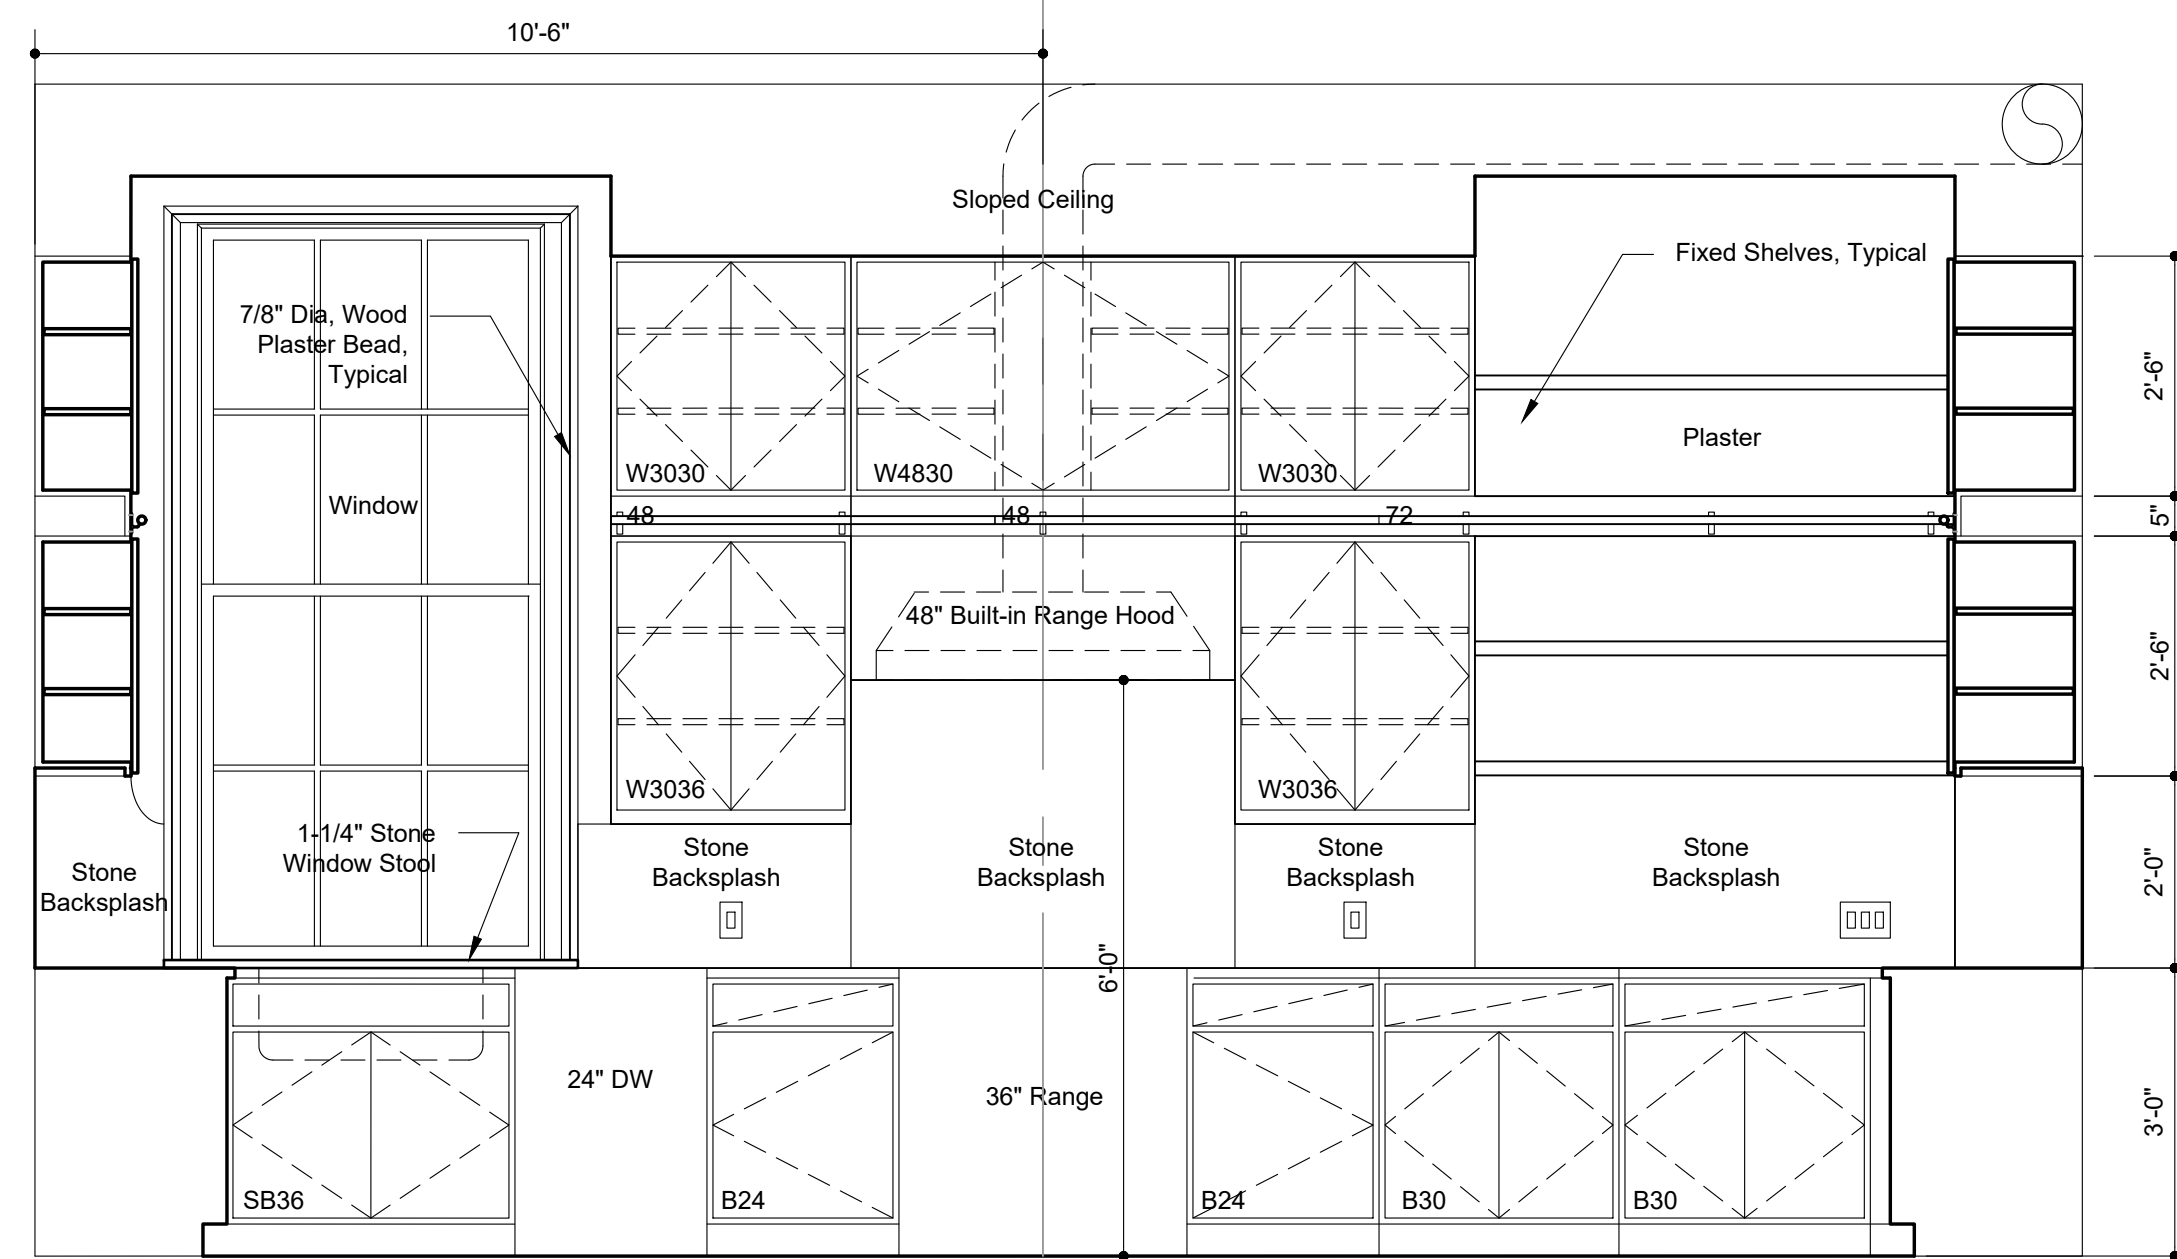 10'-6"
Sloped Ceiling
Fixed Shelves, Typical
7/8" Dia, Wood
Plaster Bead,
Typical
2'-6"
Plaster
W3030
W4830
W3030
Window
48
48
72
5"
48" Built-in Range Hood
2'-6"
W3036
W3036
1-1/4" Stone
Window Stool
Stone
Backsplash
Stone
Backsplash
Stone
Backsplash
Stone
Backsplash
Stone
Backsplash
2'-0"
6'-0"
24" DW
36" Range
3'-0"
SB36
B24
B24
B30
B30